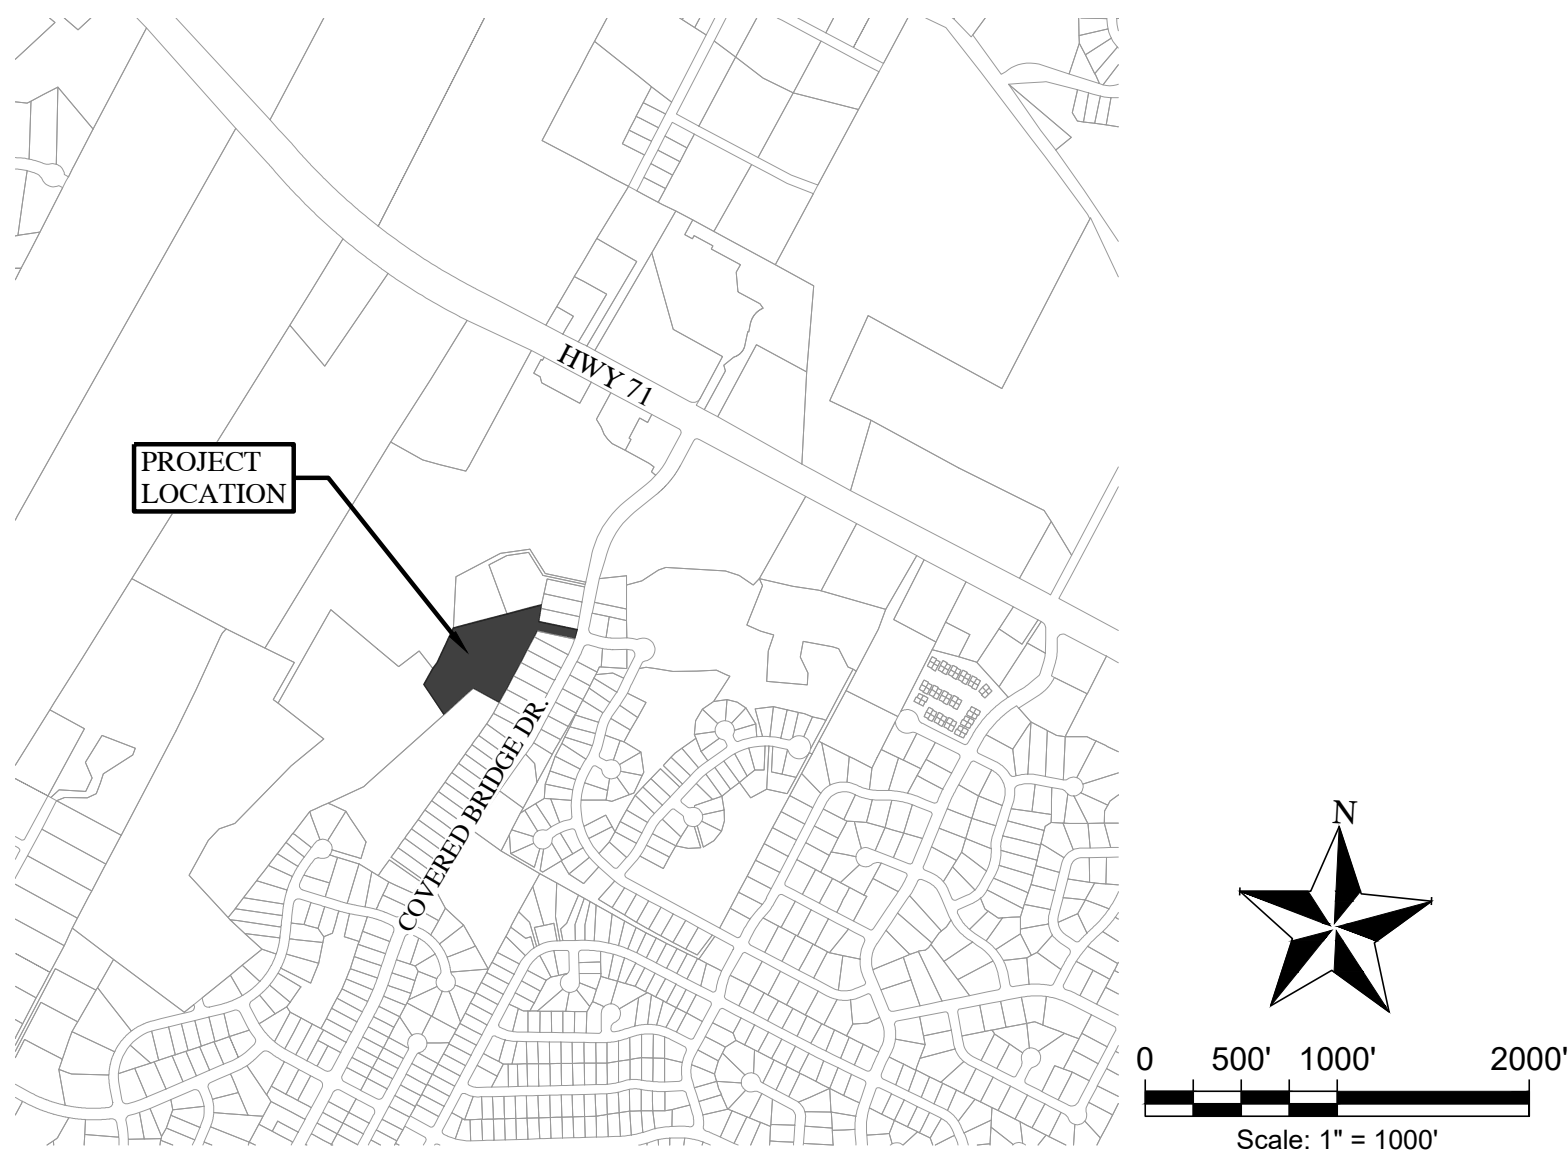 HWY 71
PROJECT
LOCATION
COVERED BRIDGE DR.
N
0 500' 1000' 2000'
Scale: 1" = 1000'